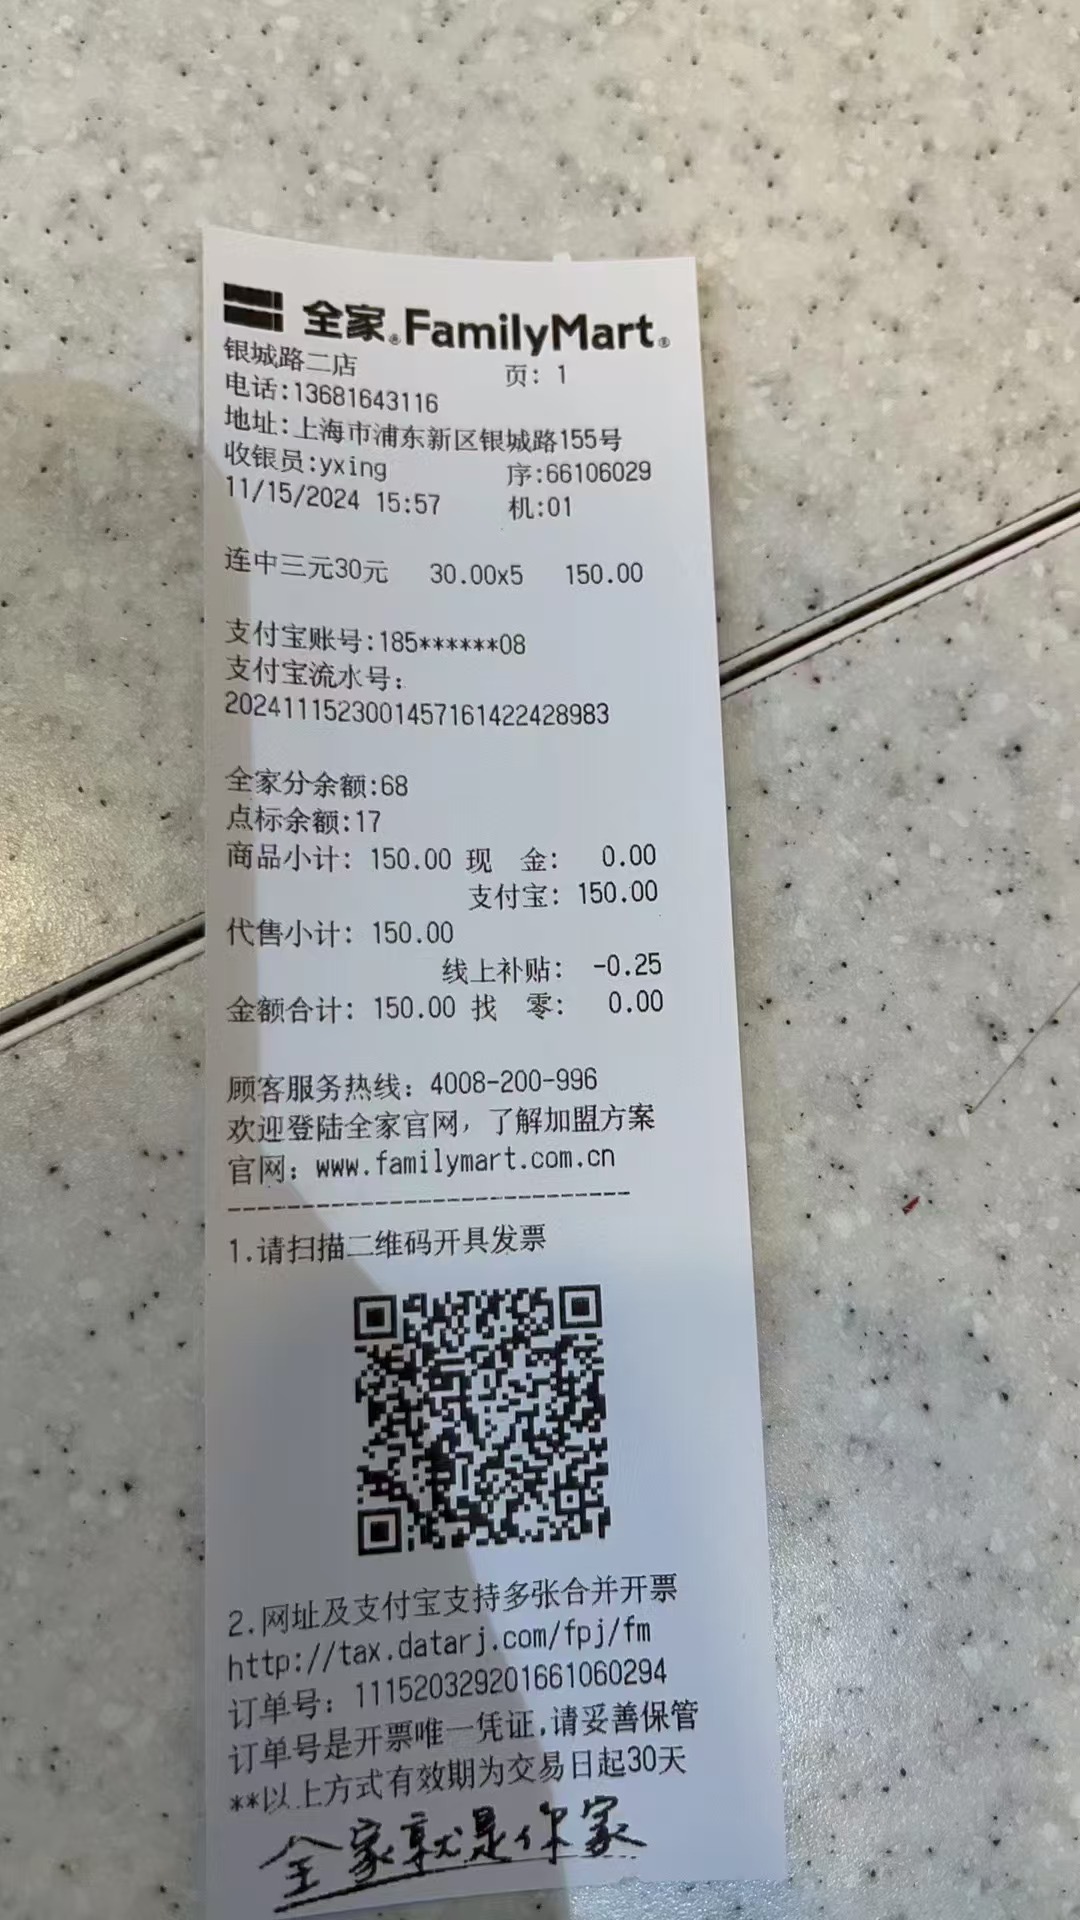 全家®FamilyMart®
银城路二店 页: 1
电话:13681643116
地址:上海市浦东新区银城路155号
收银员:yxing 序:66106029
11/15/2024 15:57 机:01
连中三元30元 30.00x5 150.00
支付宝账号:185******08
支付宝流水号:
2024111523001457161422428983
全家分余额:68
点标余额:17
商品小计: 150.00 现 金: 0.00
支付宝: 150.00
代售小计: 150.00
线上补贴: -0.25
金额合计: 150.00 找 零: 0.00
顾客服务热线: 4008-200-996
欢迎登陆全家官网, 了解加盟方案
官网: www.familymart.com.cn
------------------------------
1.请扫描二维码开具发票
2.网址及支付宝支持多张合并开票
http://tax.datarj.com/fpj/fm
订单号: 111520329201661060294
订单号是开票唯一凭证,请妥善保管
**以上方式有效期为交易日起30天
全家就是你家